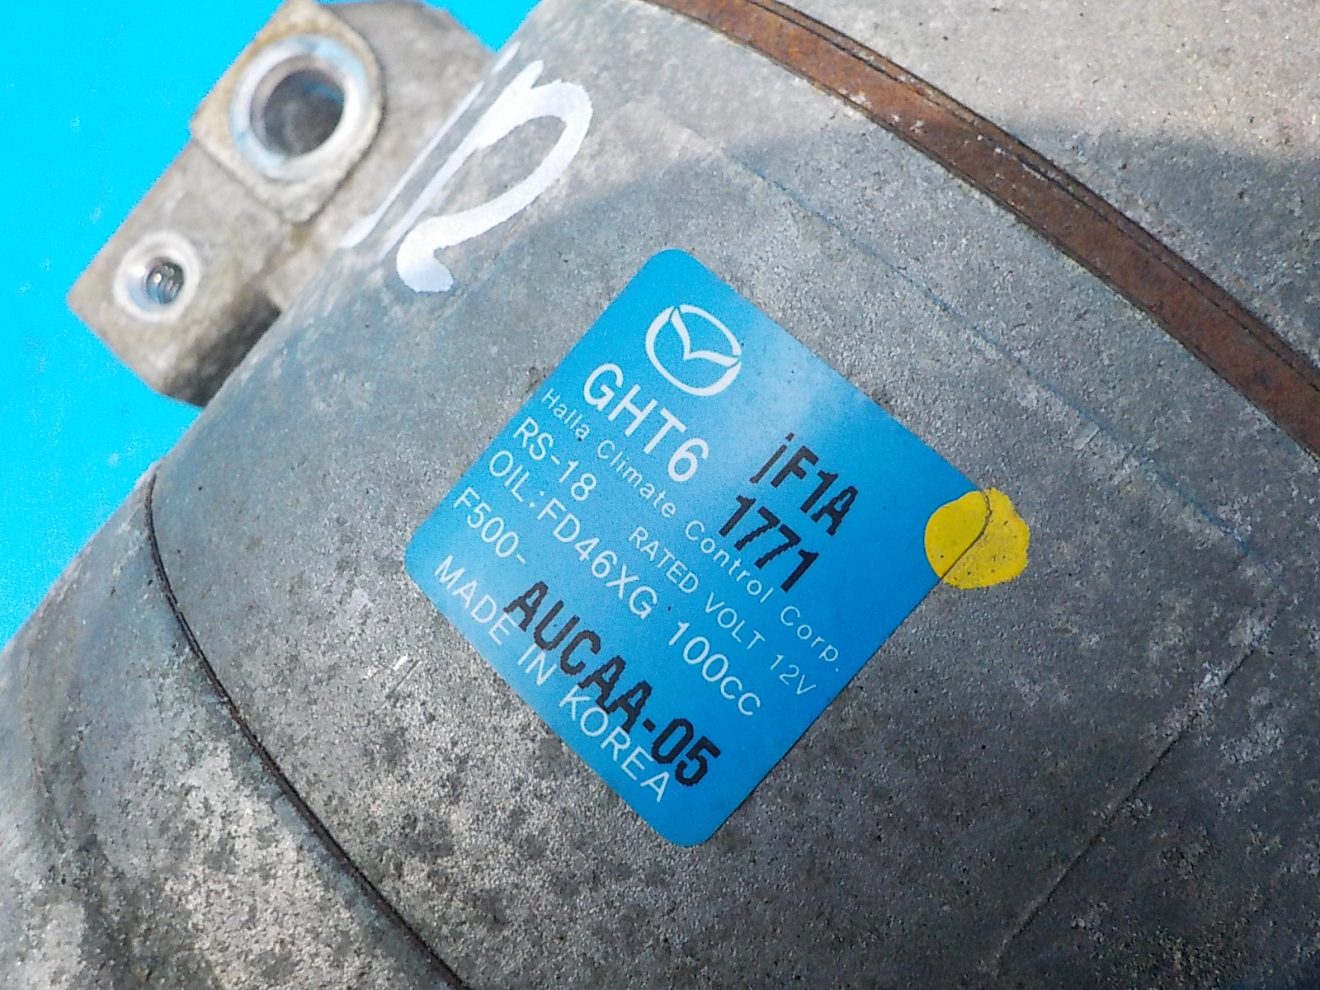 GHT6 jF1A
1771
Halla Climate Control Corp.
RS-18 RATED VOLT 12V
OIL:FD46XG 100CC
F500- AUCAA-05
MADE IN KOREA